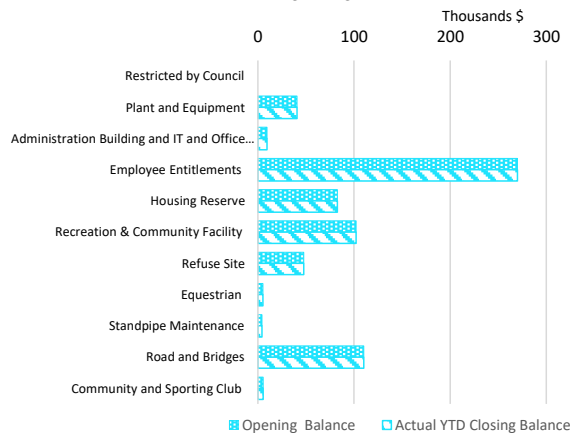 Thousands $
0 100 200 300
Restricted by Council
Plant and Equipment
Administration Building and IT and Office...
Employee Entitlements
Housing Reserve
Recreation & Community Facility
Refuse Site
Equestrian
Standpipe Maintenance
Road and Bridges
Community and Sporting Club
Opening Balance Actual YTD Closing Balance